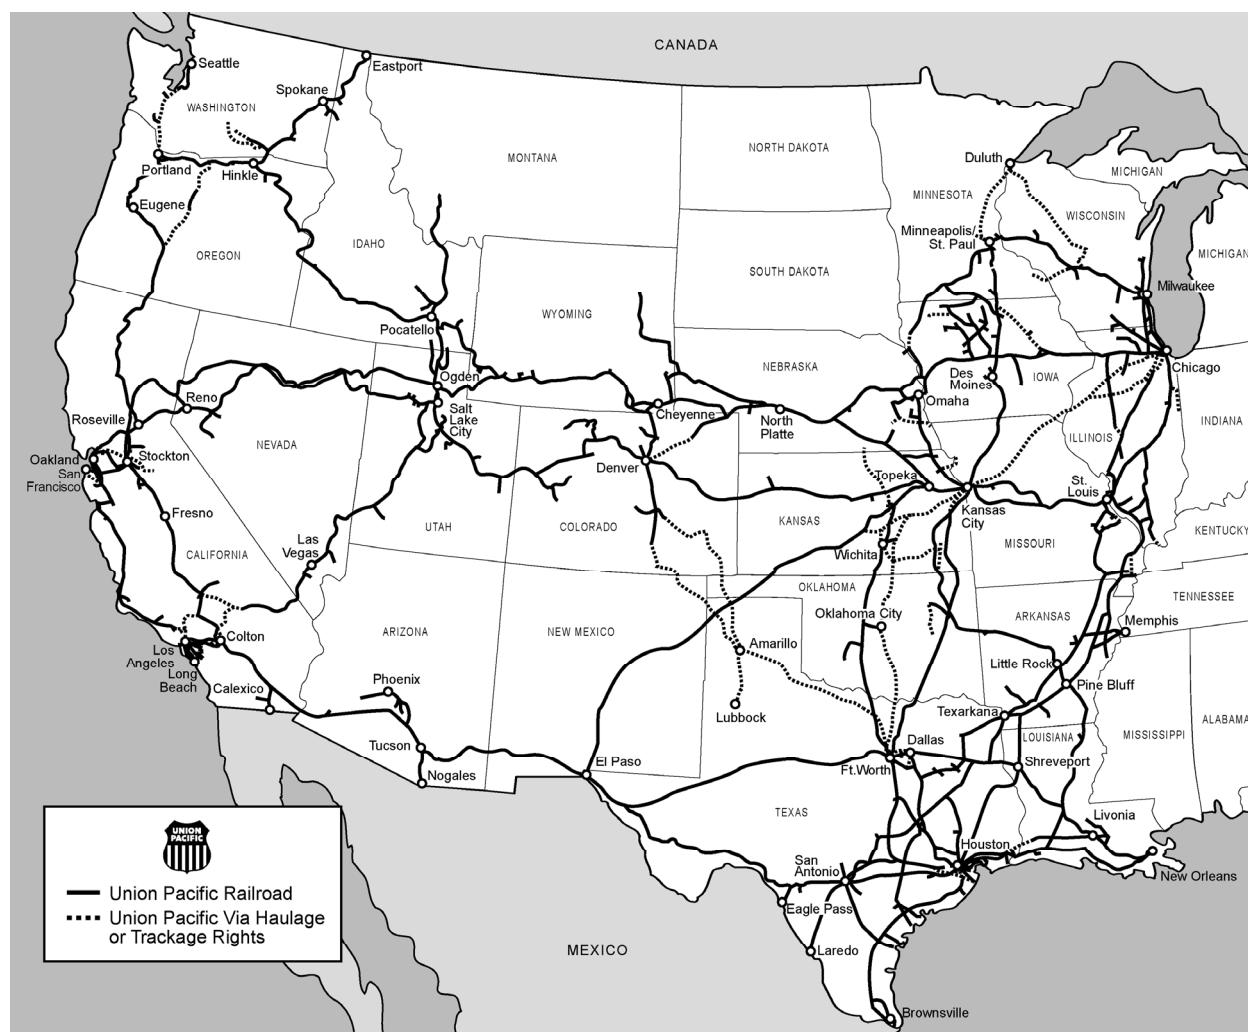 CANADA
Seattle
Eastport
Spokane
WASHINGTON
MONTANA
NORTH DAKOTA
Duluth
MICHIGAN
Portland
Hinkle
MINNESOTA
Eugene
WISCONSIN
Minneapolis/
St. Paul
IDAHO
OREGON
SOUTH DAKOTA
MICHIGAN
Milwaukee
WYOMING
Pocatello
NEBRASKA
Chicago
Ogden
Des
Moines
IOWA
Reno
Omaha
Roseville
Salt
Lake
City
Cheyenne
North
Platte
INDIANA
NEVADA
ILLINOIS
Oakland
San
Francisco
Stockton
Denver
Topeka
St.
Louis
Fresno
UTAH
COLORADO
KANSAS
Kansas
City
KENTUCKY
Las
Vegas
CALIFORNIA
Wichita
MISSOURI
OKLAHOMA
TENNESSEE
Oklahoma City
ARKANSAS
Memphis
ARIZONA
NEW MEXICO
Colton
Los
Angeles
Long
Beach
Amarillo
Little Rock
Phoenix
Calexico
Pine Bluff
Lubbock
Texarkana
ALABAMA
MISSISSIPPI
LOUISIANA
Tucson
Dallas
El Paso
Ft.Worth
Shreveport
Nogales
TEXAS
Livonia
Houston
San
Antonio
New Orleans
Eagle Pass
MEXICO
Laredo
Brownsville
UNION
PACIFIC
Union Pacific Railroad
Union Pacific Via Haulage
or Trackage Rights